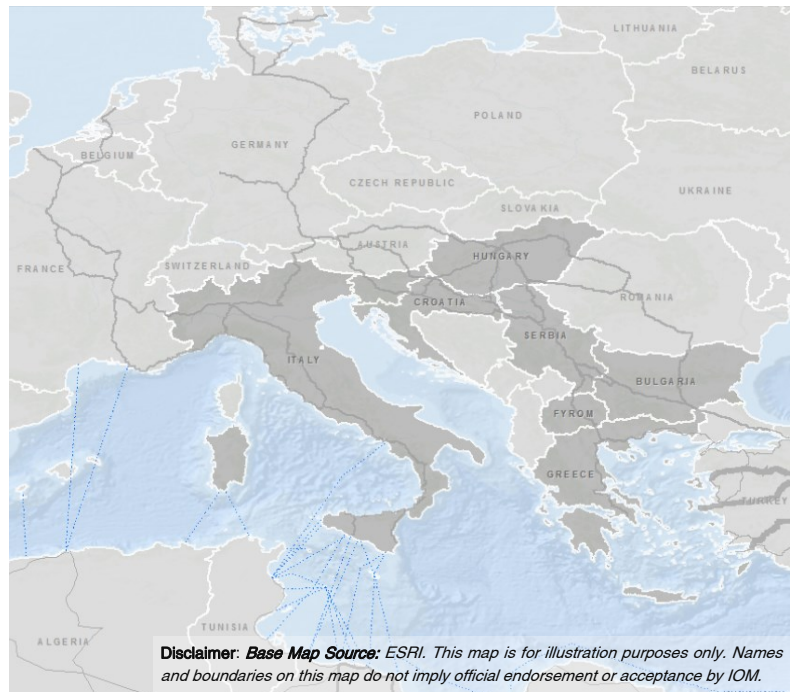 LITHUANIA
BELARUS
POLAND
GERMANY
BELGIUM
CZECH REPUBLIC
UKRAINE
SLOVAKIA
AUSTRIA
HUNGARY
FRANCE
SWITZERLAND
CROATIA
ROMANIA
SERBIA
ITALY
BULGARIA
FYROM
GREECE
TURKEY
TUNISIA
ALGERIA
Disclaimer: Base Map Source: ESRI. This map is for illustration purposes only. Names
and boundaries on this map do not imply official endorsement or acceptance by IOM.